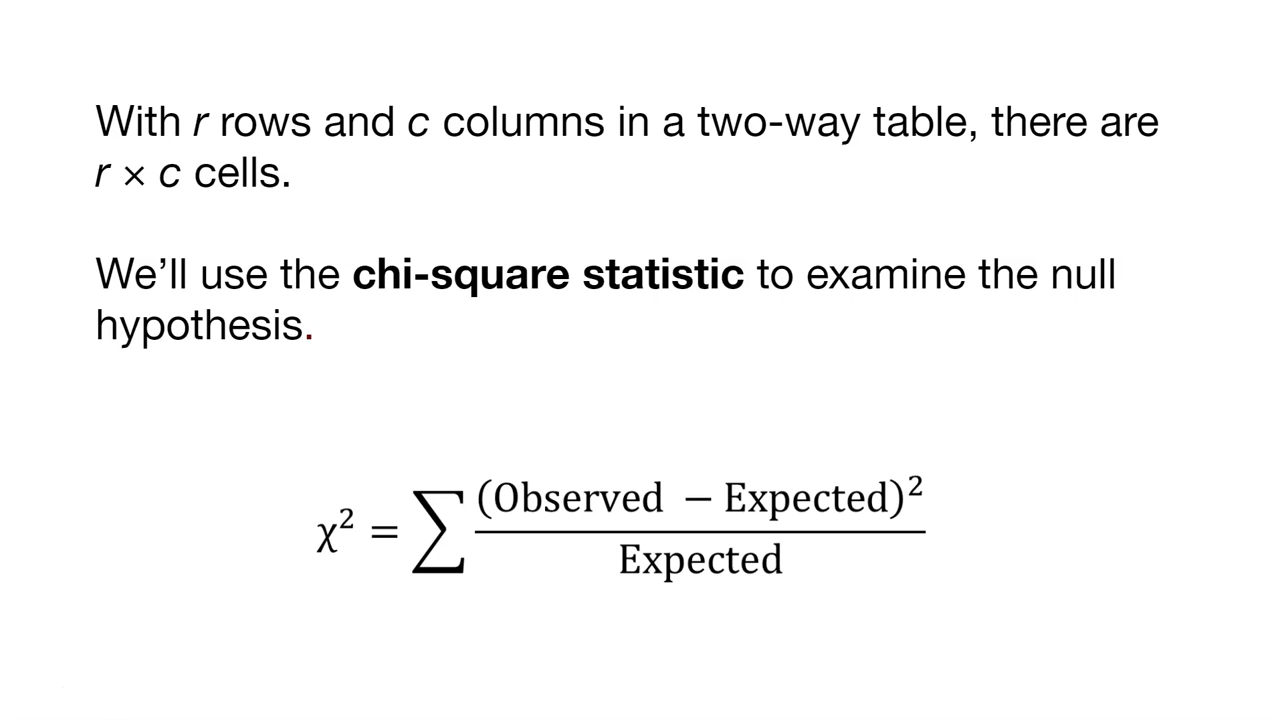 With r rows and c columns in a two-way table, there are
r × c cells.
We’ll use the chi-square statistic to examine the null
hypothesis.
χ² = ∑ (Observed − Expected)²
Expected